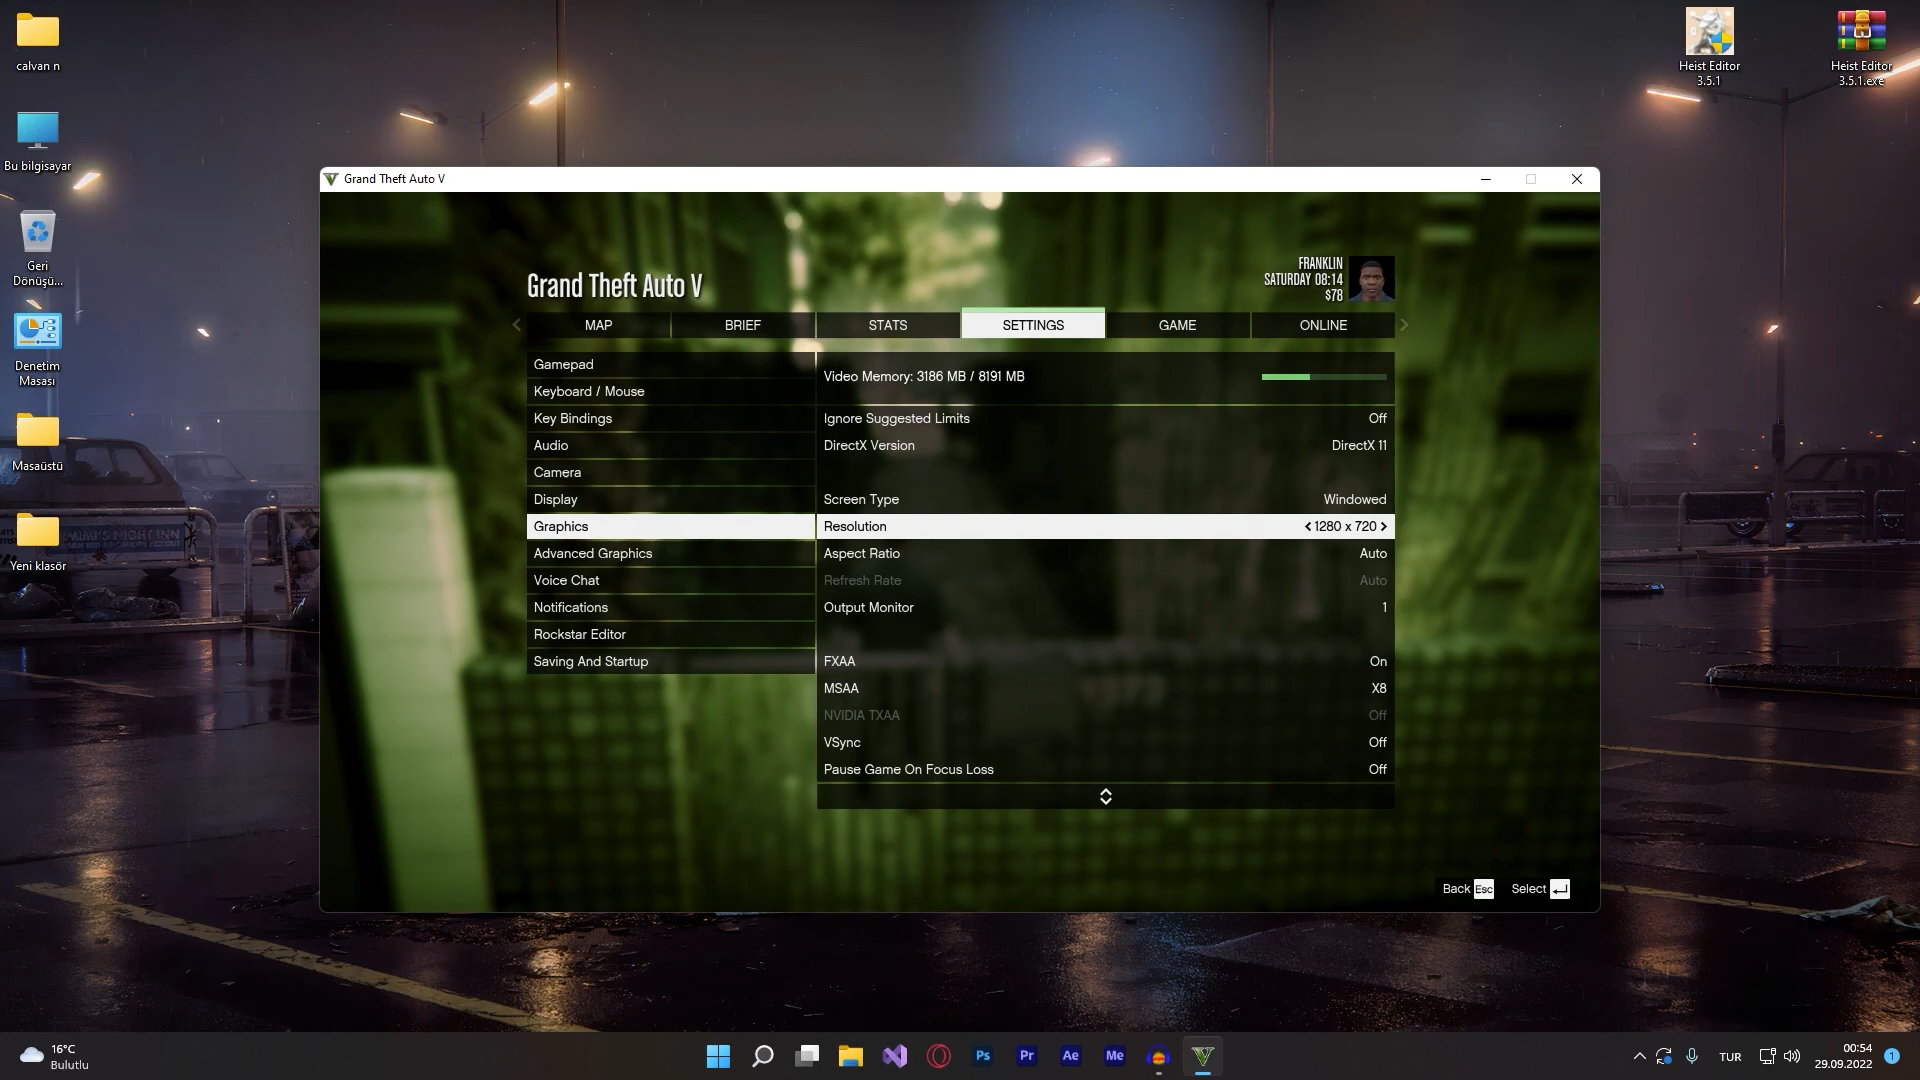 calvan n
Bu bilgisayar
Geri
Dönüşü...
Denetim
Masası
Masaüstü
Yeni klasör
Heist Editor
3.5.1
Heist Editor
3.5.1.exe
Grand Theft Auto V
Grand Theft Auto V
FRANKLIN
SATURDAY 08:14
$78
MAP
BRIEF
STATS
SETTINGS
GAME
ONLINE
Gamepad
Keyboard / Mouse
Key Bindings
Audio
Camera
Display
Graphics
Advanced Graphics
Voice Chat
Notifications
Rockstar Editor
Saving And Startup
Video Memory: 3186 MB / 8191 MB
Ignore Suggested Limits Off
DirectX Version DirectX 11
Screen Type Windowed
Resolution 1280 x 720
Aspect Ratio Auto
Refresh Rate Auto
Output Monitor 1
FXAA On
MSAA X8
NVIDIA TXAA Off
VSync Off
Pause Game On Focus Loss Off
Back Esc Select
16°C
Bulutlu
Ps
Pr
Ae
Me
TUR
00:54
29.09.2022
1